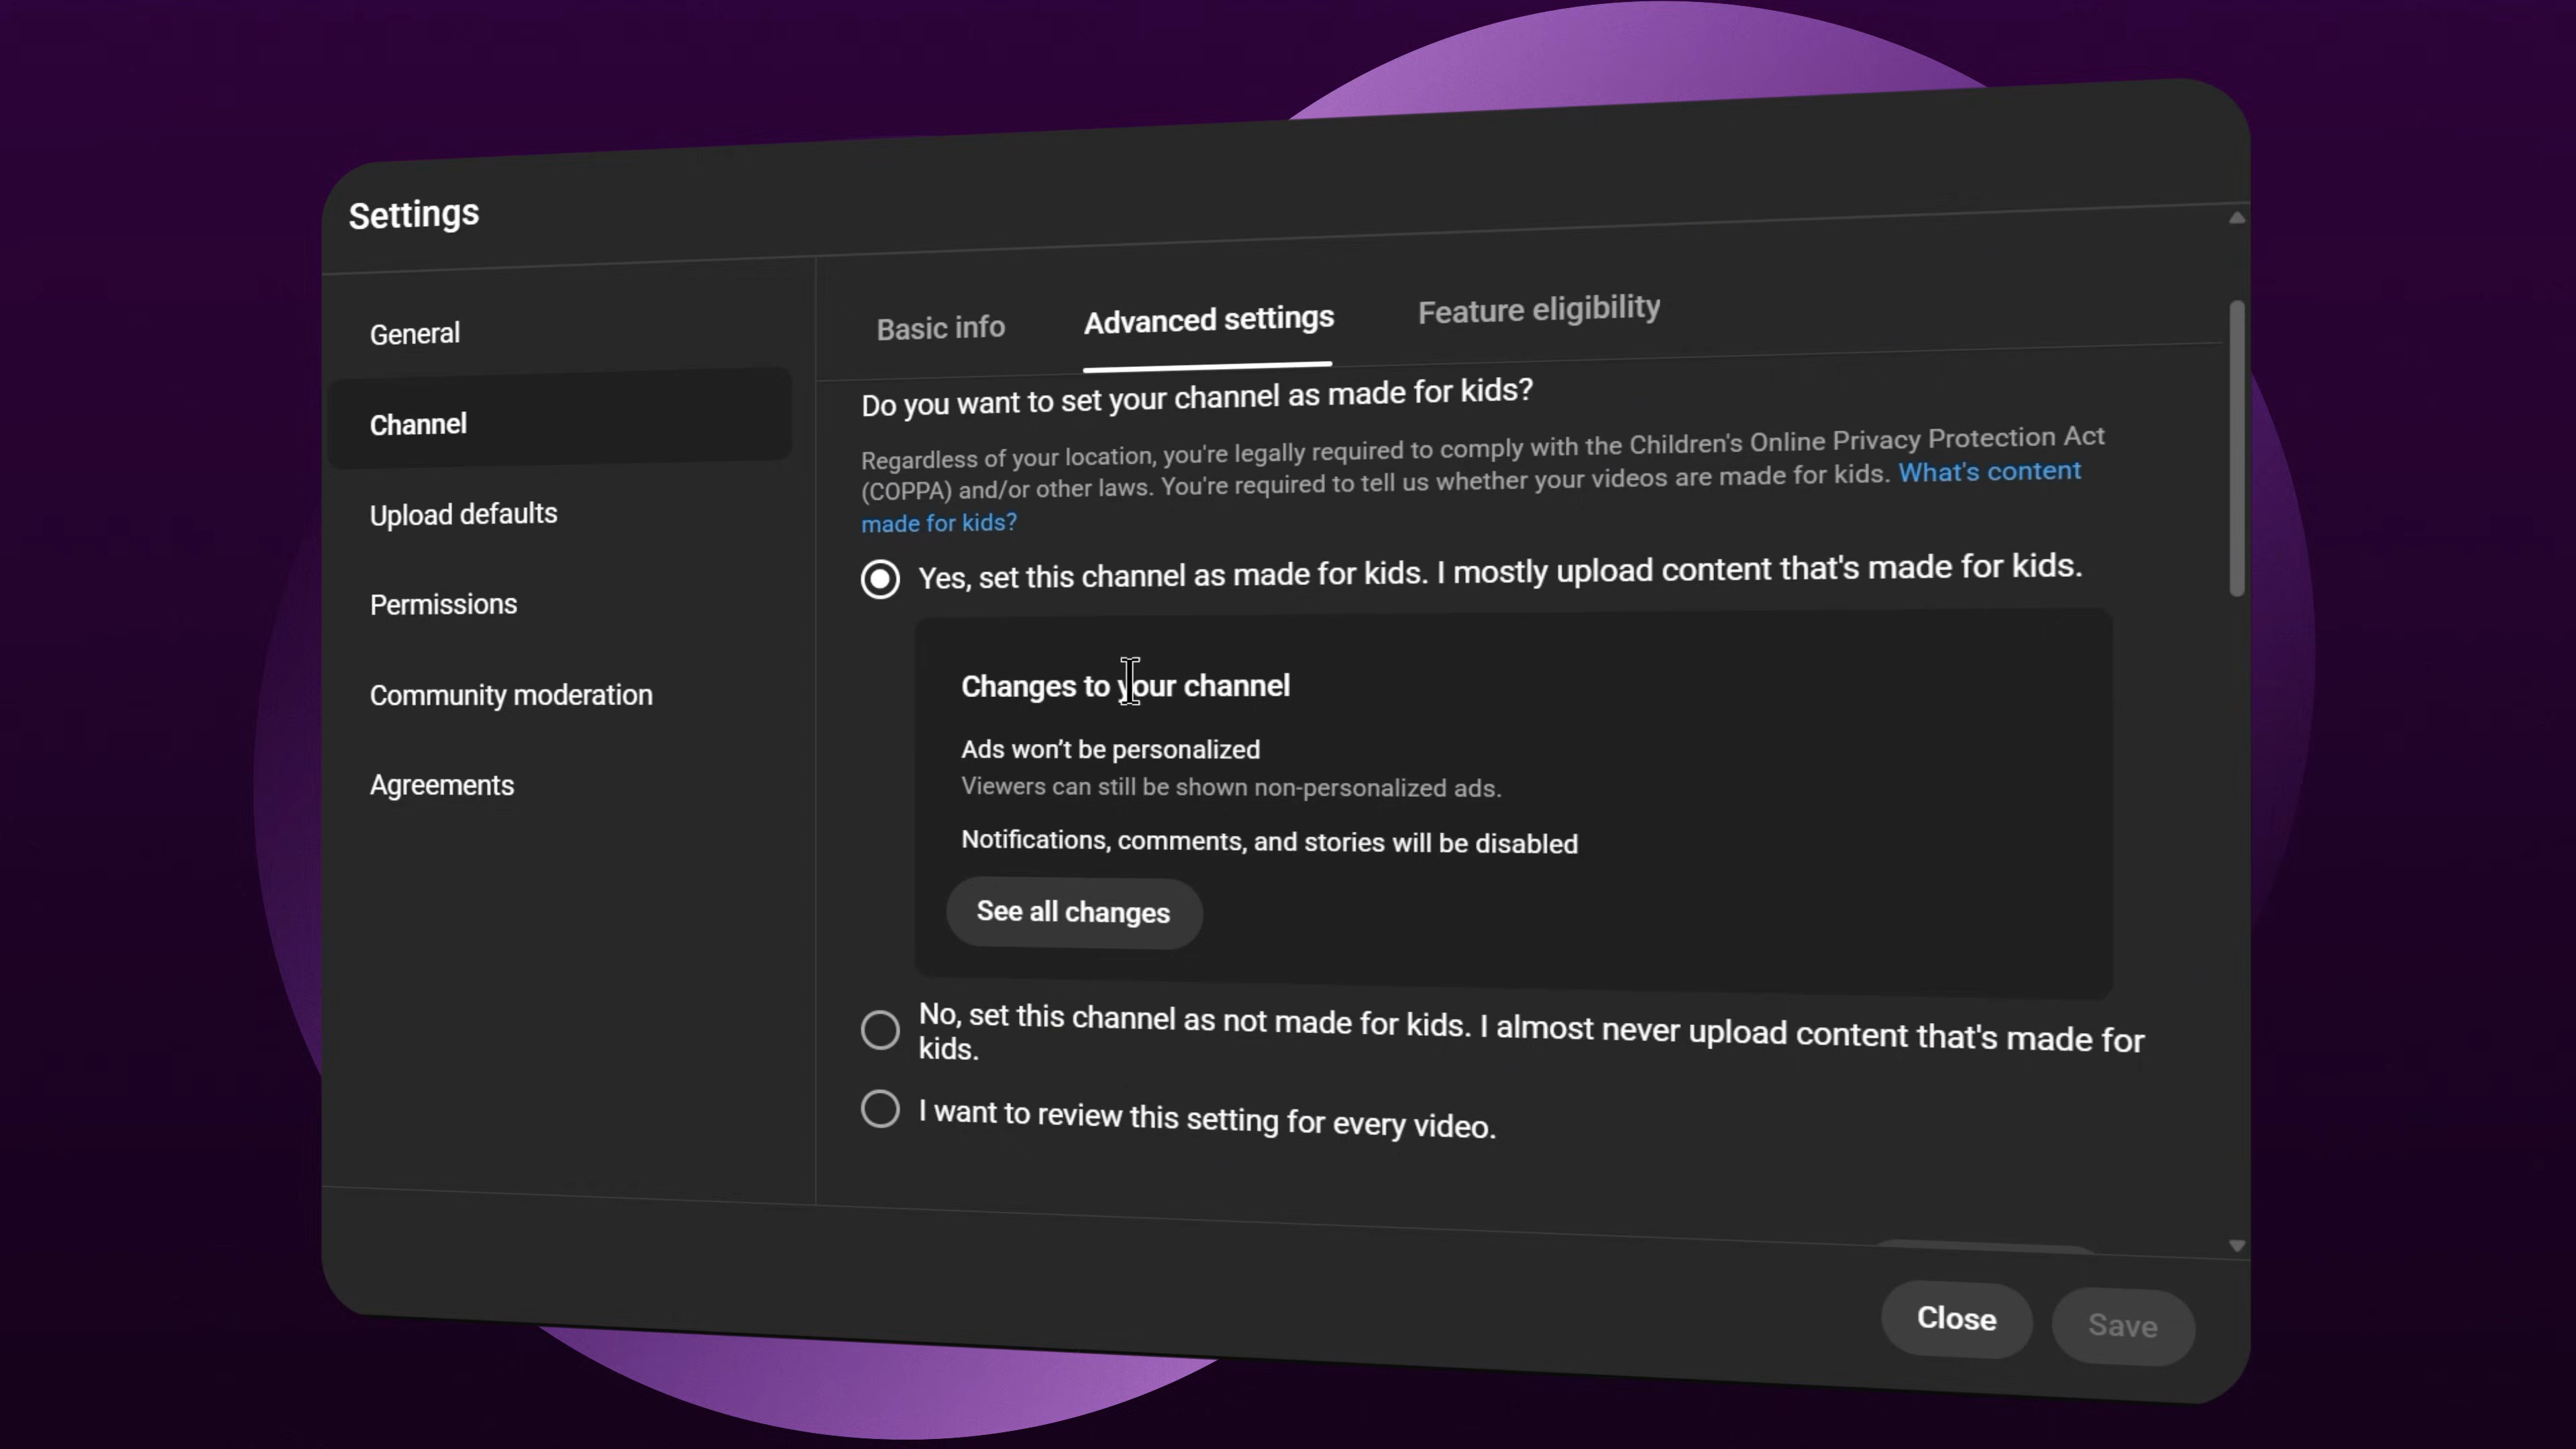 Settings
General
Channel
Upload defaults
Permissions
Community moderation
Agreements
Basic info
Advanced settings
Feature eligibility
Do you want to set your channel as made for kids?
Regardless of your location, you're legally required to comply with the Children's Online Privacy Protection Act
(COPPA) and/or other laws. You're required to tell us whether your videos are made for kids. What's content
made for kids?
Yes, set this channel as made for kids. I mostly upload content that's made for kids.
Changes to your channel
Ads won't be personalized
Viewers can still be shown non-personalized ads.
Notifications, comments, and stories will be disabled
See all changes
No, set this channel as not made for kids. I almost never upload content that's made for
kids.
I want to review this setting for every video.
Close
Save